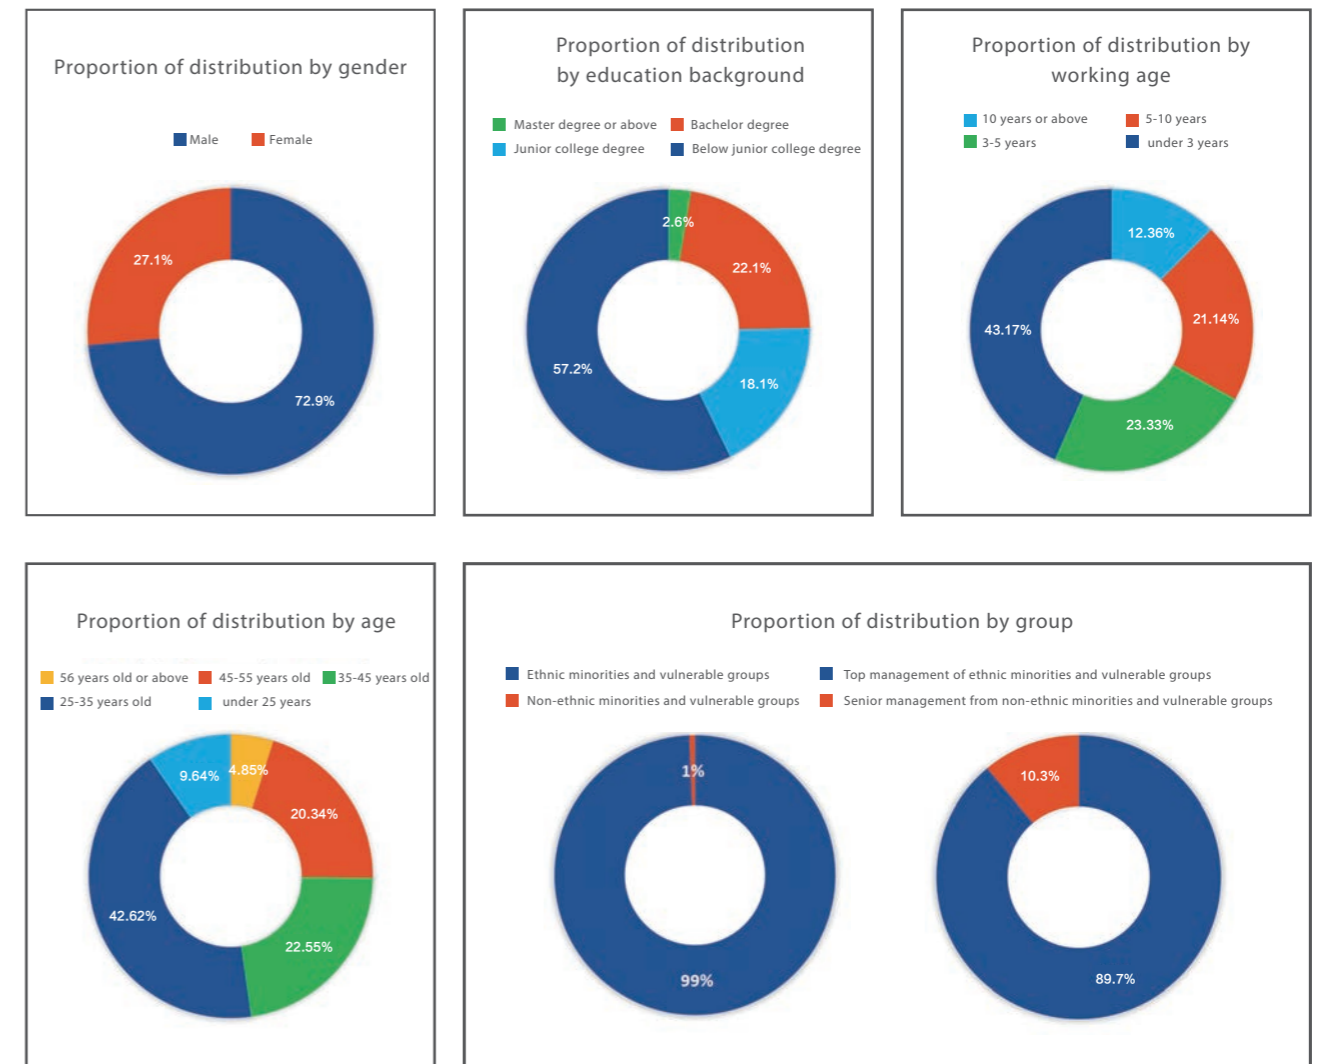 Proportion of distribution by gender
Male
Female
27.1%
72.9%
Proportion of distribution
by education background
Master degree or above
Bachelor degree
Junior college degree
Below junior college degree
2.6%
22.1%
57.2%
18.1%
Proportion of distribution by
working age
10 years or above
5-10 years
3-5 years
under 3 years
12.36%
21.14%
43.17%
23.33%
Proportion of distribution by age
56 years old or above
45-55 years old
35-45 years old
25-35 years old
under 25 years
9.64%
4.85%
20.34%
42.62%
22.55%
Proportion of distribution by group
Ethnic minorities and vulnerable groups
Top management of ethnic minorities and vulnerable groups
Non-ethnic minorities and vulnerable groups
Senior management from non-ethnic minorities and vulnerable groups
1%
99%
10.3%
89.7%